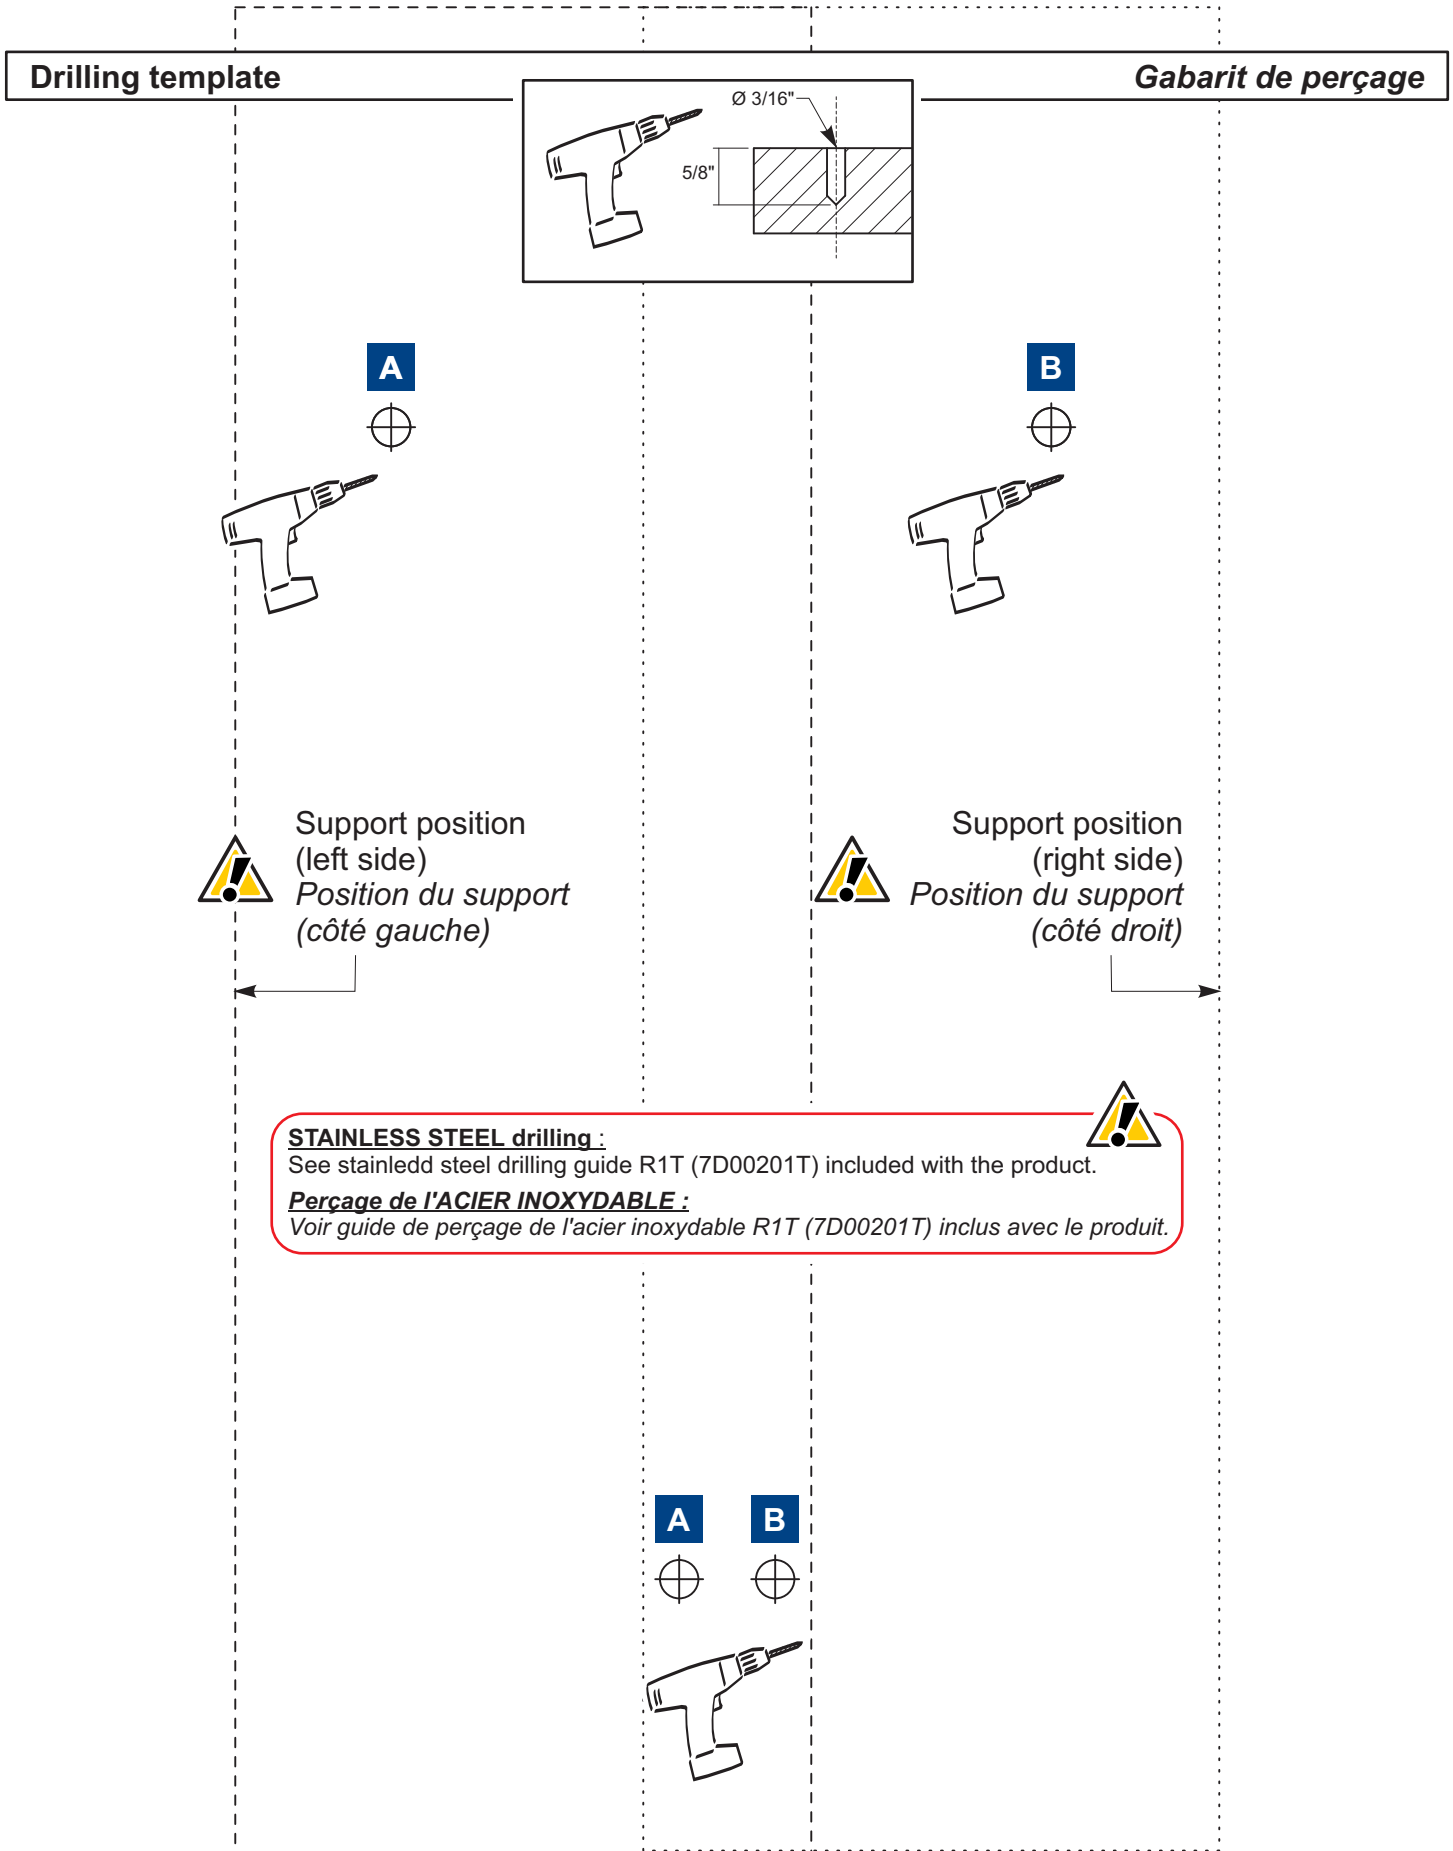 Drilling template
Gabarit de perçage
Ø 3/16"
5/8"
A
B
Support position
(left side)
Position du support
(côté gauche)
Support position
(right side)
Position du support
(côté droit)
STAINLESS STEEL drilling :
See stainledd steel drilling guide R1T (7D00201T) included with the product.
Perçage de l'ACIER INOXYDABLE :
Voir guide de perçage de l'acier inoxydable R1T (7D00201T) inclus avec le produit.
A
B